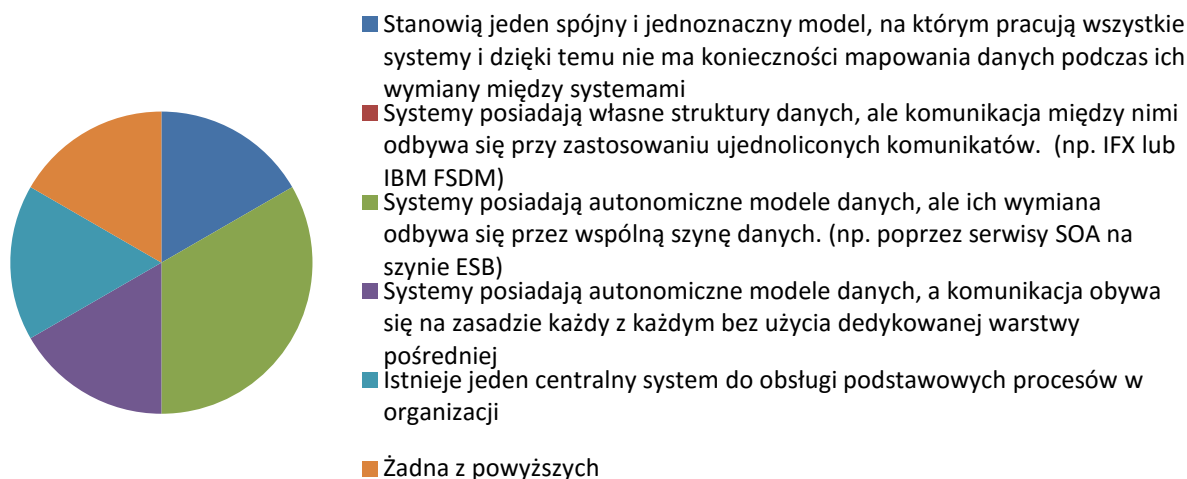 Stanowią jeden spójny i jednoznaczny model, na którym pracują wszystkie
systemy i dzięki temu nie ma konieczności mapowania danych podczas ich
wymiany między systemami
Systemy posiadają własne struktury danych, ale komunikacja między nimi
odbywa się przy zastosowaniu ujednoliconych komunikatów. (np. IFX lub
IBM FSDM)
Systemy posiadają autonomiczne modele danych, ale ich wymiana
odbywa się przez wspólną szynę danych. (np. poprzez serwisy SOA na
szynie ESB)
Systemy posiadają autonomiczne modele danych, a komunikacja obywa
się na zasadzie każdy z każdym bez użycia dedykowanej warstwy
pośredniej
Istnieje jeden centralny system do obsługi podstawowych procesów w
organizacji
Żadna z powyższych